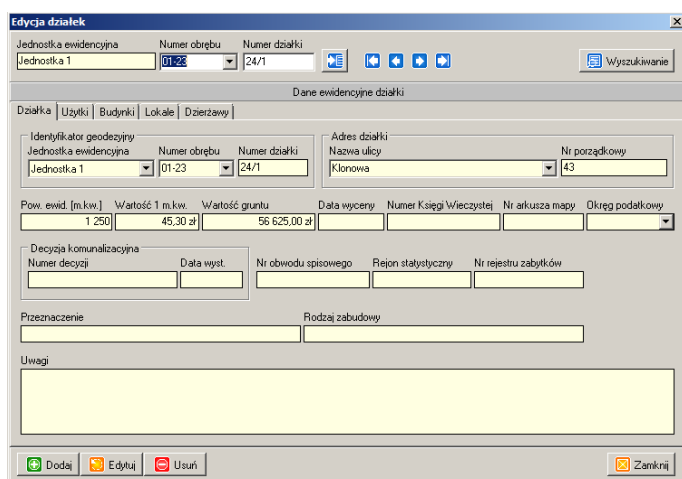 Edycja działek
Jednostka ewidencyjna Numer obrębu Numer działki
Jednostka 1 01-23 24/1 Wyszukiwanie
Dane ewidencyjne działki
Działka Użytki Budynki Lokale Dzierżawy
Identyfikator geodezyjny Adres działki
Jednostka ewidencyjna Numer obrębu Numer działki Nazwa ulicy Nr porządkowy
Jednostka 1 01-23 24/1 Klonowa 43
Pow. ewid. [m.kw.] Wartość 1 m.kw. Wartość gruntu Data wyceny Numer Księgi Wieczystej Nr arkusza mapy Okręg podatkowy
1 250 45,30 zł 56 625,00 zł
Decyzja komunalizacyjna
Numer decyzji Data wyst. Nr obwodu spisowego Rejon statystyczny Nr rejestru zabytków
Przeznaczenie Rodzaj zabudowy
Uwagi
Dodaj Edytuj Usuń Zamknij